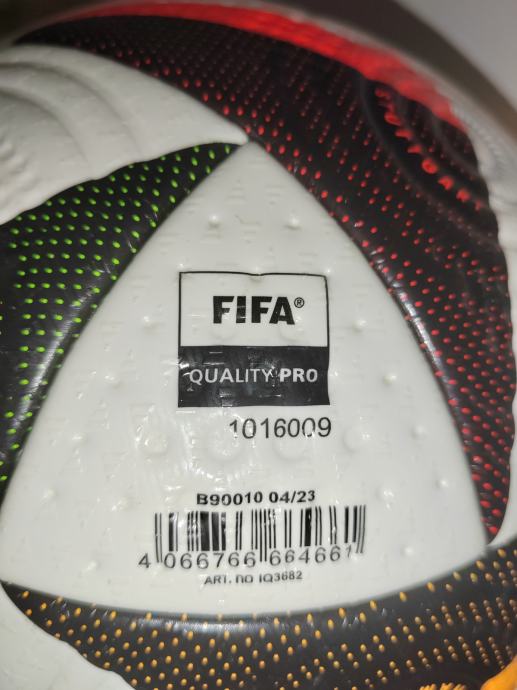 FIFA®
QUALITY PRO
1016009
B90010 04/23
4 066766 664661
ART. no IQ3682